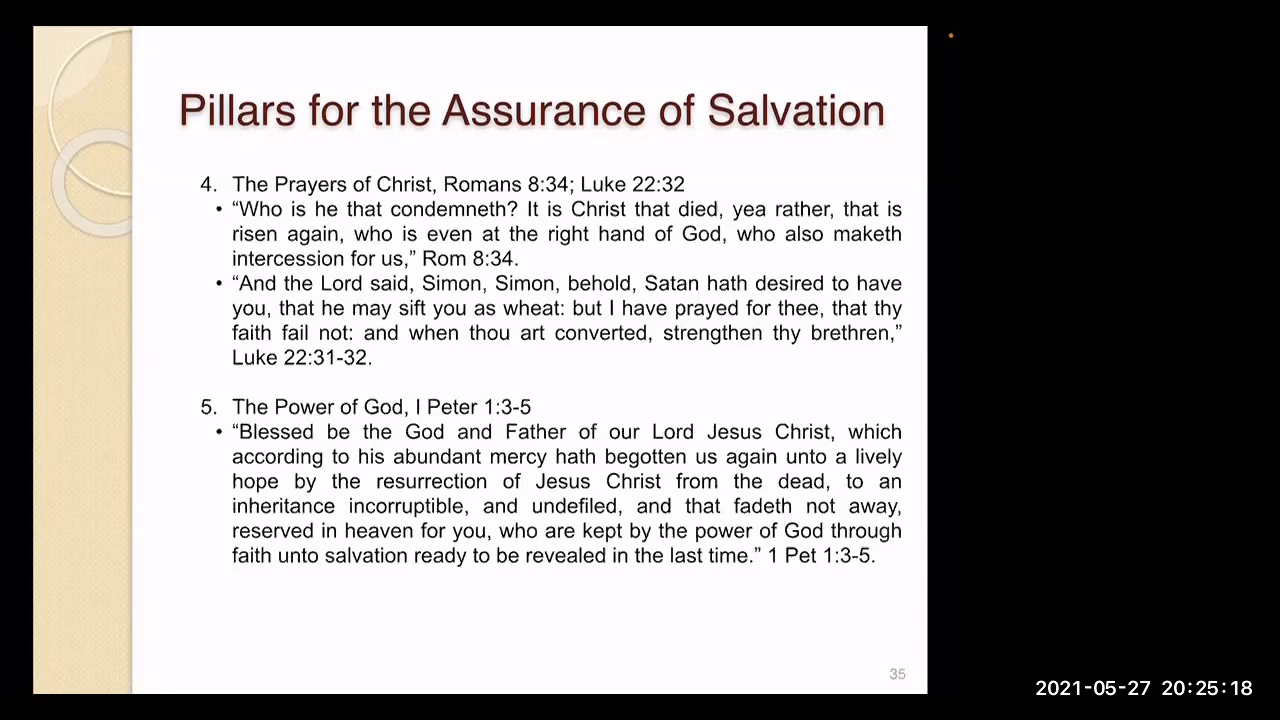 Pillars for the Assurance of Salvation
4. The Prayers of Christ, Romans 8:34; Luke 22:32
• “Who is he that condemneth? It is Christ that died, yea rather, that is
risen again, who is even at the right hand of God, who also maketh
intercession for us,” Rom 8:34.
• “And the Lord said, Simon, Simon, behold, Satan hath desired to have
you, that he may sift you as wheat: but I have prayed for thee, that thy
faith fail not: and when thou art converted, strengthen thy brethren,”
Luke 22:31-32.
5. The Power of God, I Peter 1:3-5
• “Blessed be the God and Father of our Lord Jesus Christ, which
according to his abundant mercy hath begotten us again unto a lively
hope by the resurrection of Jesus Christ from the dead, to an
inheritance incorruptible, and undefiled, and that fadeth not away,
reserved in heaven for you, who are kept by the power of God through
faith unto salvation ready to be revealed in the last time.” 1 Pet 1:3-5.
35
2021-05-27 20:25:18